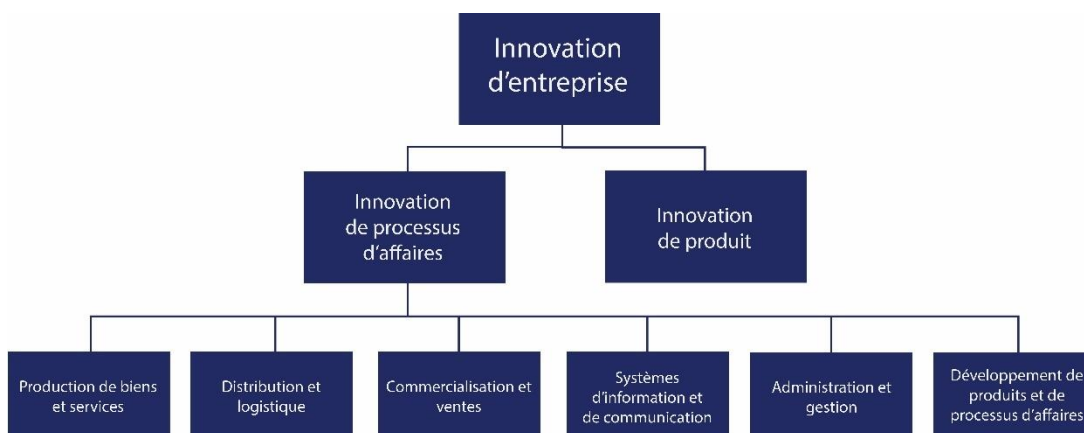 Innovation
d’entreprise
Innovation
de processus
d’affaires
Innovation
de produit
Production de biens
et services
Distribution et
logistique
Commercialisation et
ventes
Systèmes
d’information et
de communication
Administration et
gestion
Développement de
produits et de
processus d’affaires